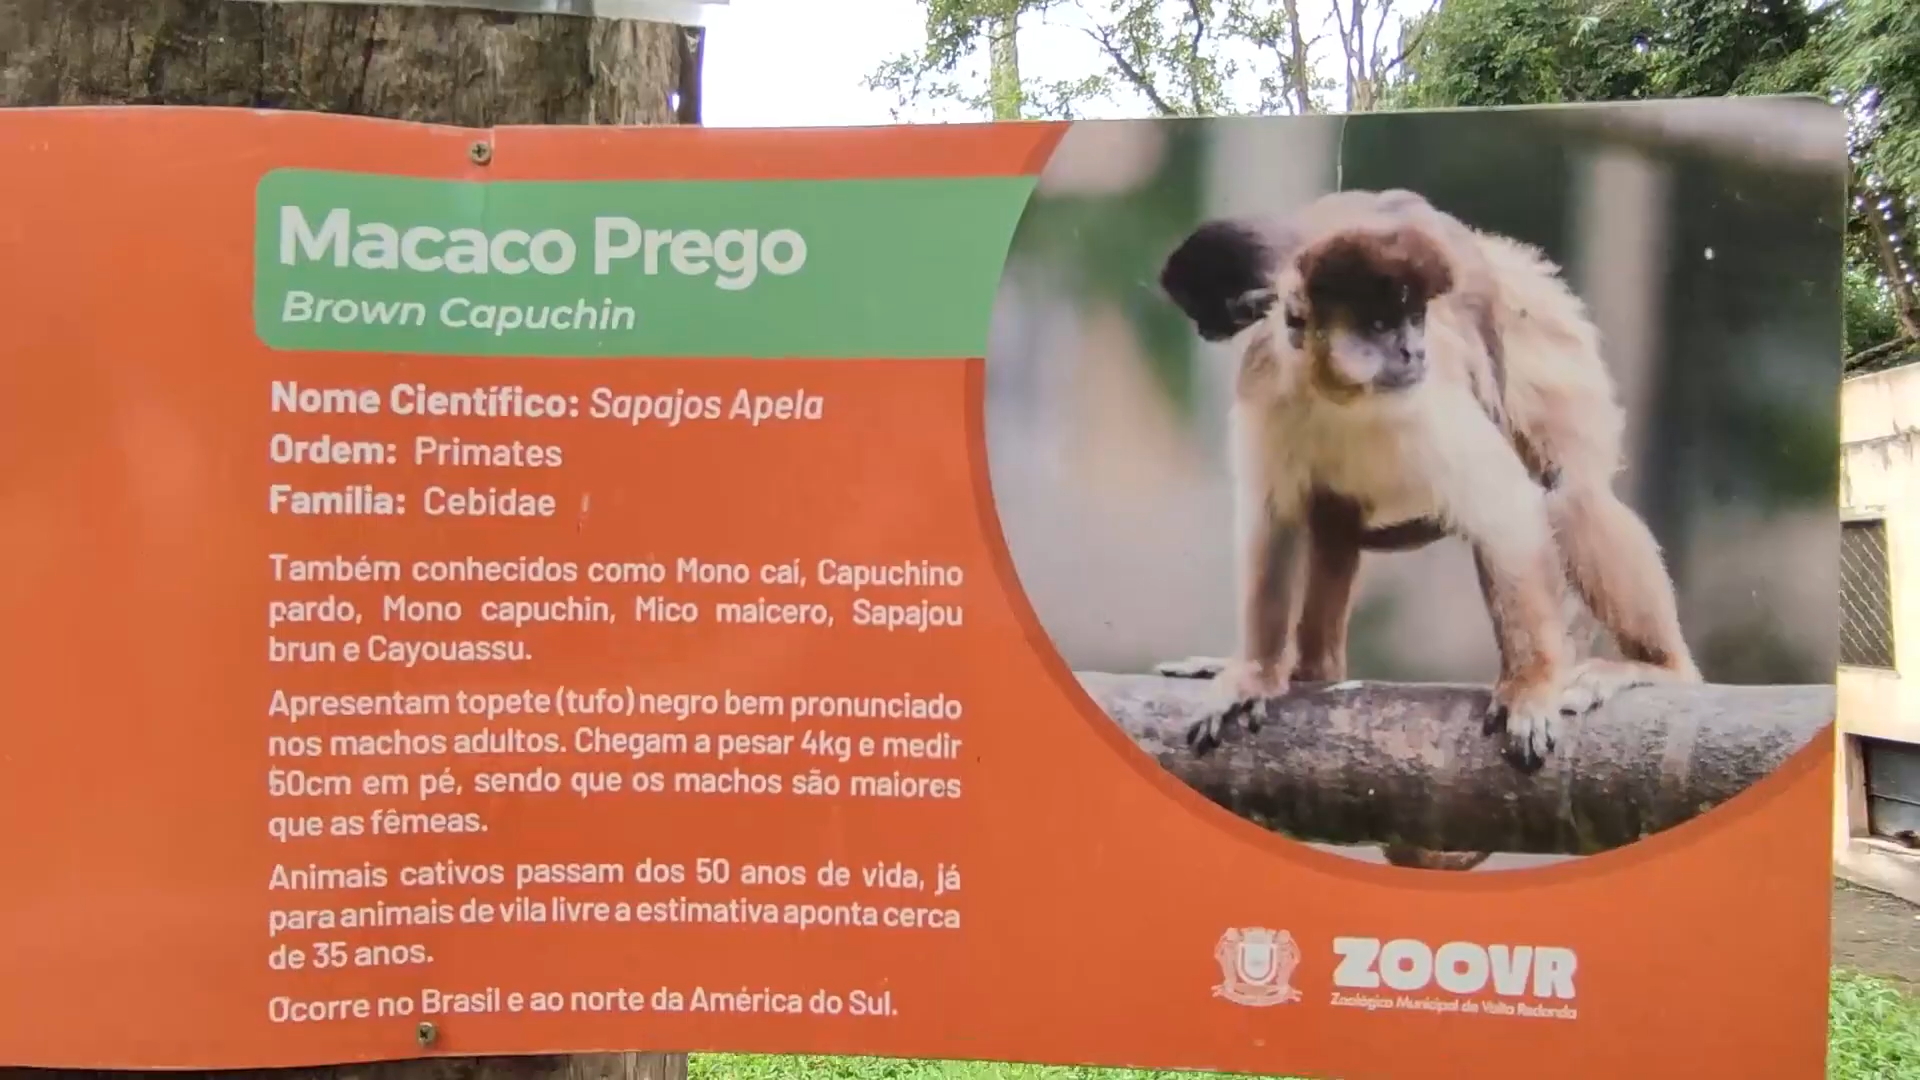 Macaco Prego
Brown Capuchin
Nome Científico: Sapajos Apela
Ordem: Primates
Família: Cebidae
Também conhecidos como Mono caí, Capuchino
pardo, Mono capuchin, Mico maicero, Sapajou
brun e Cayouassu.
Apresentam topete (tufo) negro bem pronunciado
nos machos adultos. Chegam a pesar 4kg e medir
50cm em pé, sendo que os machos são maiores
que as fêmeas.
Animais cativos passam dos 50 anos de vida, já
para animais de vila livre a estimativa aponta cerca
de 35 anos.
Ocorre no Brasil e ao norte da América do Sul.
ZOOVR
Zoológico Municipal de Volta Redonda